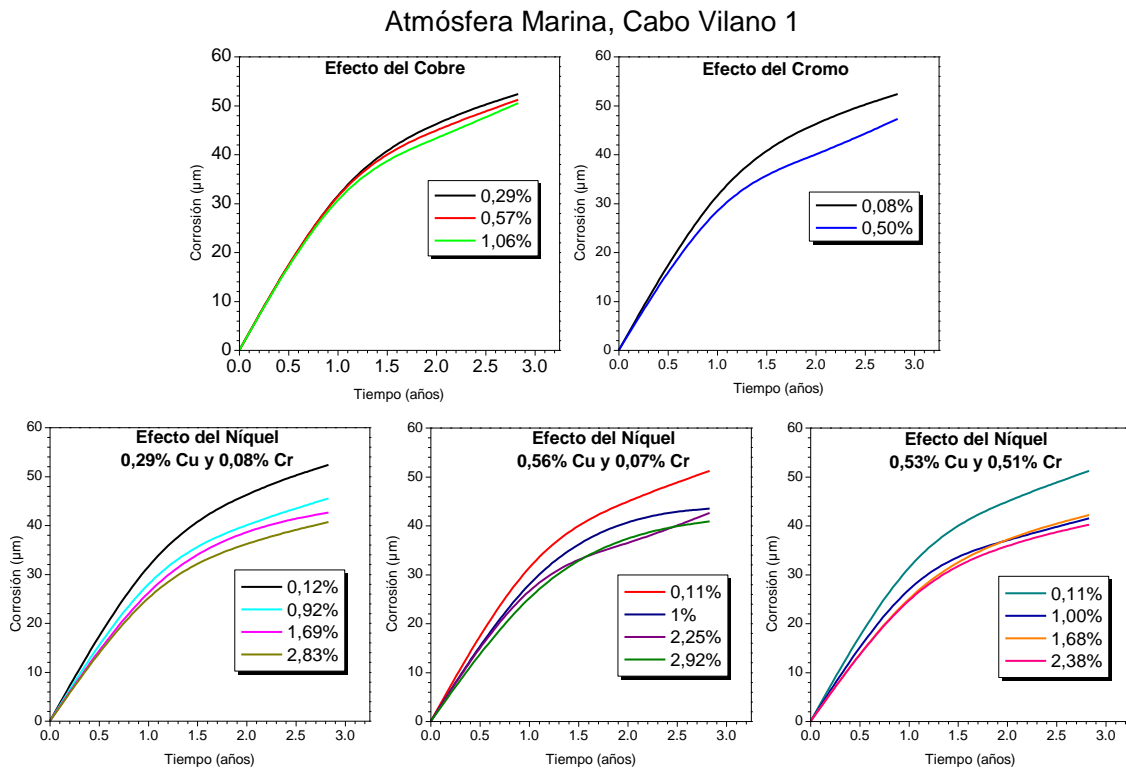 Atmósfera Marina, Cabo Vilano 1
Efecto del Cobre
Corrosión (µm)
60
50
40
30
20
10
0
0,29%
0,57%
1,06%
0.0 0.5 1.0 1.5 2.0 2.5 3.0
Tiempo (años)
Efecto del Cromo
Corrosión (µm)
60
50
40
30
20
10
0
0,08%
0,50%
0.0 0.5 1.0 1.5 2.0 2.5 3.0
Tiempo (años)
Efecto del Níquel
0,29% Cu y 0,08% Cr
Corrosión (µm)
60
50
40
30
20
10
0
0,12%
0,92%
1,69%
2,83%
0.0 0.5 1.0 1.5 2.0 2.5 3.0
Tiempo (años)
Efecto del Níquel
0,56% Cu y 0,07% Cr
Corrosión (µm)
60
50
40
30
20
10
0
0,11%
1%
2,25%
2,92%
0.0 0.5 1.0 1.5 2.0 2.5 3.0
Tiempo (años)
Efecto del Níquel
0,53% Cu y 0,51% Cr
Corrosión (µm)
60
50
40
30
20
10
0
0,11%
1,00%
1,68%
2,38%
0.0 0.5 1.0 1.5 2.0 2.5 3.0
Tiempo (años)